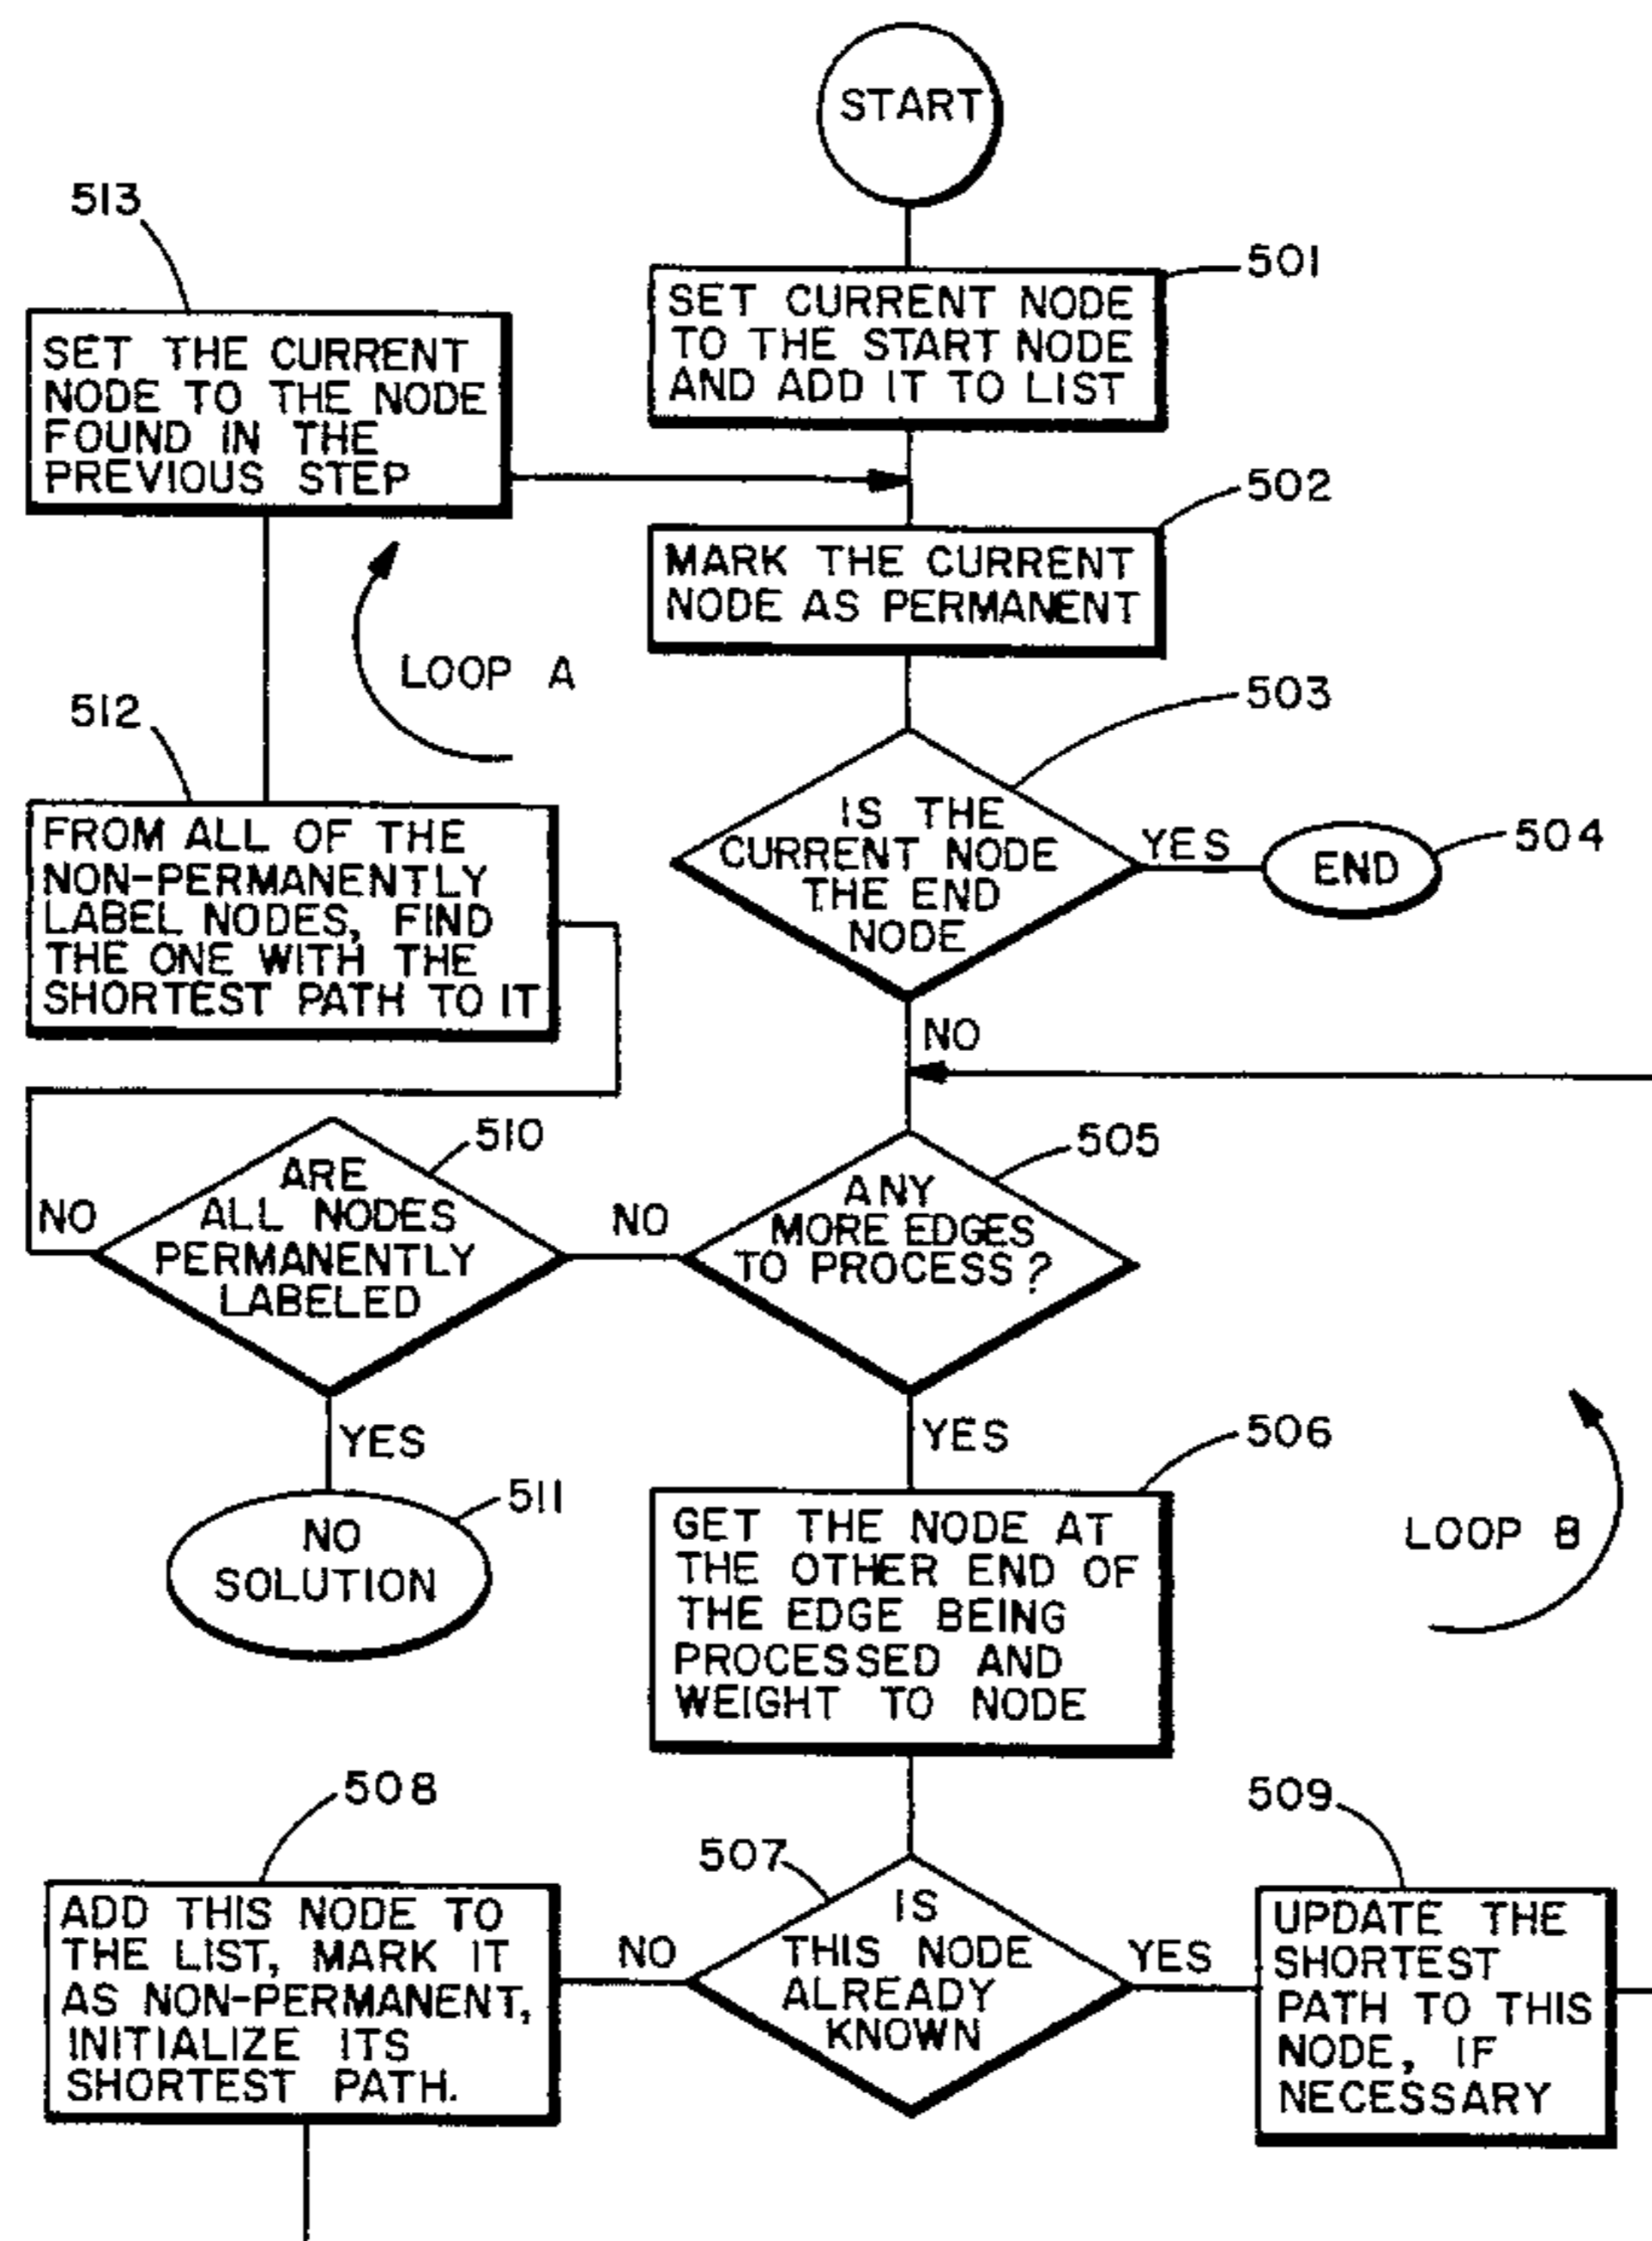 START
513
501
SET THE CURRENT
NODE TO THE NODE
FOUND IN THE
PREVIOUS STEP
SET CURRENT NODE
TO THE START NODE
AND ADD IT TO LIST
502
MARK THE CURRENT
NODE AS PERMANENT
LOOP A
512
503
FROM ALL OF THE
NON-PERMANENTLY
LABEL NODES, FIND
THE ONE WITH THE
SHORTEST PATH TO IT
IS THE
CURRENT NODE
THE END
NODE
YES
END
504
NO
510
505
ARE
ALL NODES
PERMANENTLY
LABELED
NO
NO
ANY
MORE EDGES
TO PROCESS?
YES
YES
506
511
NO
SOLUTION
GET THE NODE AT
THE OTHER END OF
THE EDGE BEING
PROCESSED AND
WEIGHT TO NODE
LOOP B
508
507
509
ADD THIS NODE TO
THE LIST, MARK IT
AS NON-PERMANENT,
INITIALIZE ITS
SHORTEST PATH.
NO
IS
THIS NODE
ALREADY
KNOWN
YES
UPDATE THE
SHORTEST
PATH TO THIS
NODE, IF
NECESSARY